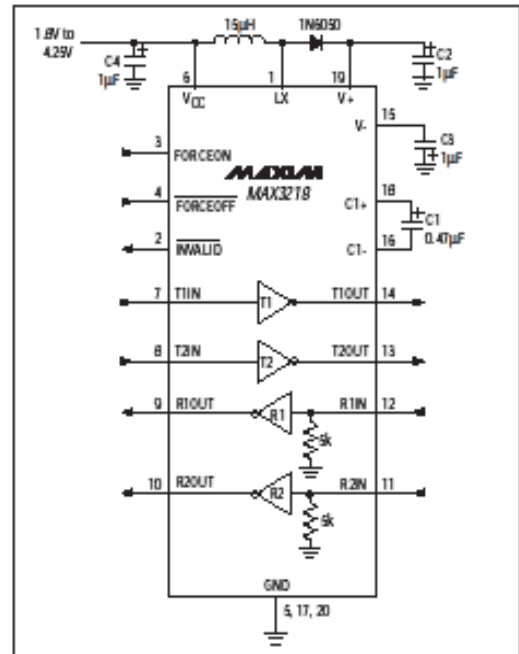 1.8V to
4.25V
15µH
1N6050
C4
1µF
6
VCC
1
LX
19
V+
C2
1µF
V-
15
C3
1µF
3
FORCEON
MAXIM
MAX3218
4
FORCEOFF
C1+
18
C1
0.47µF
2
INVALID
C1-
16
7
T1IN
T1
T1OUT
14
8
T2IN
T2
T2OUT
13
9
R1OUT
R1
R1IN
12
5k
10
R2OUT
R2
R2IN
11
5k
GND
5, 17, 20